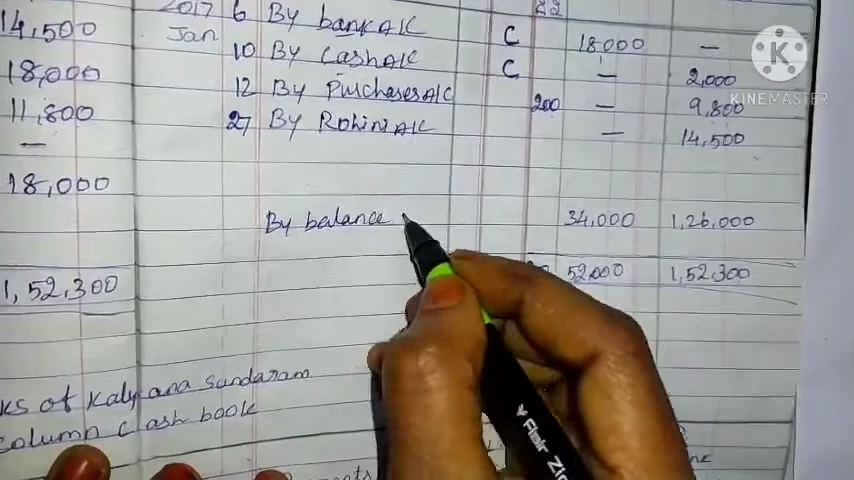 14,500 2017 6 By bank A/C C 18000 —
Jan 10 By Cash A/C C — 2,000
18,000 12 By Purchases A/C 200 — 9,800
11,800 27 By Rohini A/C — 14,500
—
18,000
By balance 34,000 1,26,000
1,52,300 52,000 1,52,300
ks of Kalyana Sundaram
column Cash book
K
KINEMASTER
Flair